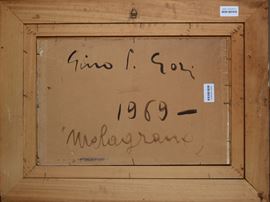 Gino P. Gori
1969 —
"Melagrane"